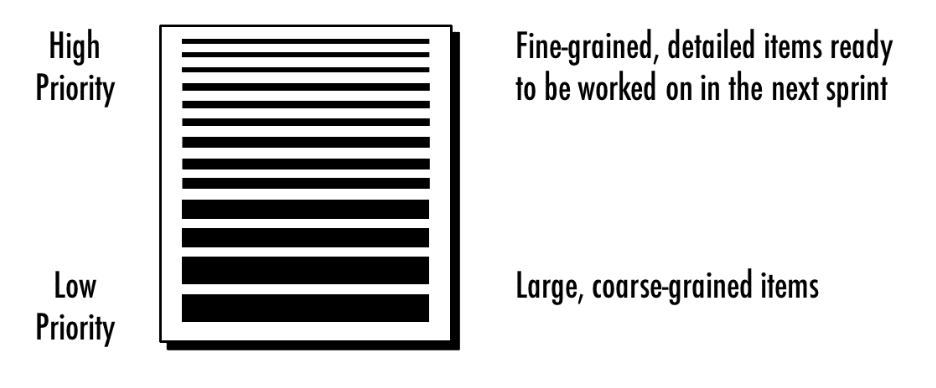 High
Priority
Fine-grained, detailed items ready
to be worked on in the next sprint
Low
Priority
Large, coarse-grained items